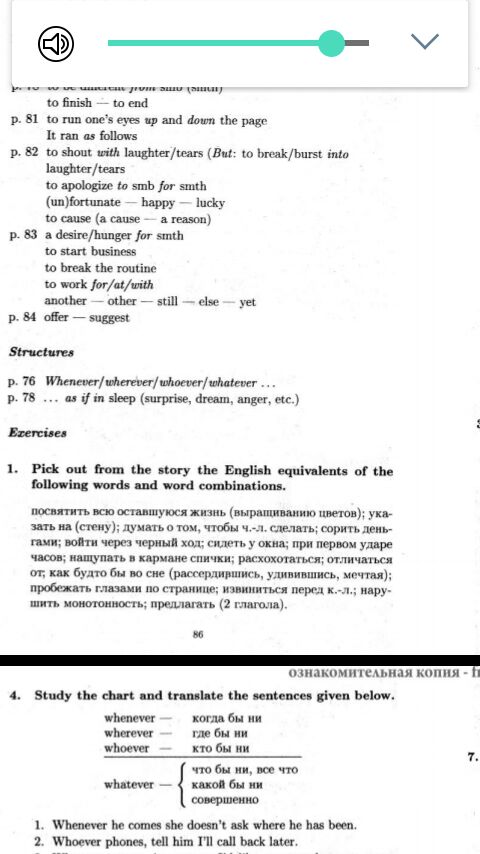 to be different from smb (smth)
to finish — to end
p. 81 to run one's eyes up and down the page
It ran as follows
p. 82 to shout with laughter/tears (But: to break/burst into
laughter/tears
to apologize to smb for smth
(un)fortunate — happy — lucky
to cause (a cause — a reason)
p. 83 a desire/hunger for smth
to start business
to break the routine
to work for/at/with
another — other — still — else — yet
p. 84 offer — suggest
Structures
p. 76 Whenever/wherever/whoever/whatever ...
p. 78 ... as if in sleep (surprise, dream, anger, etc.)
Exercises
1. Pick out from the story the English equivalents of the
following words and word combinations.
посвятить всю оставшуюся жизнь (выращиванию цветов); ука-
зать на (стену); думать о том, чтобы ч.-л. сделать; сорить день-
гами; войти через черный ход; сидеть у окна; при первом ударе
часов; нащупать в кармане спички; расхохотаться; отличаться
от; как будто бы во сне (рассердившись, удивившись, мечтая);
пробежать глазами по странице; извиниться перед к.-л.; нару-
шить монотонность; предлагать (2 глагола).
86
ознакомительная копия -
4. Study the chart and translate the sentences given below.
whenever — когда бы ни
wherever — где бы ни
whoever — кто бы ни
whatever — { что бы ни, все что
какой бы ни
совершенно
7.
1. Whenever he comes she doesn't ask where he has been.
2. Whoever phones, tell him I'll call back later.